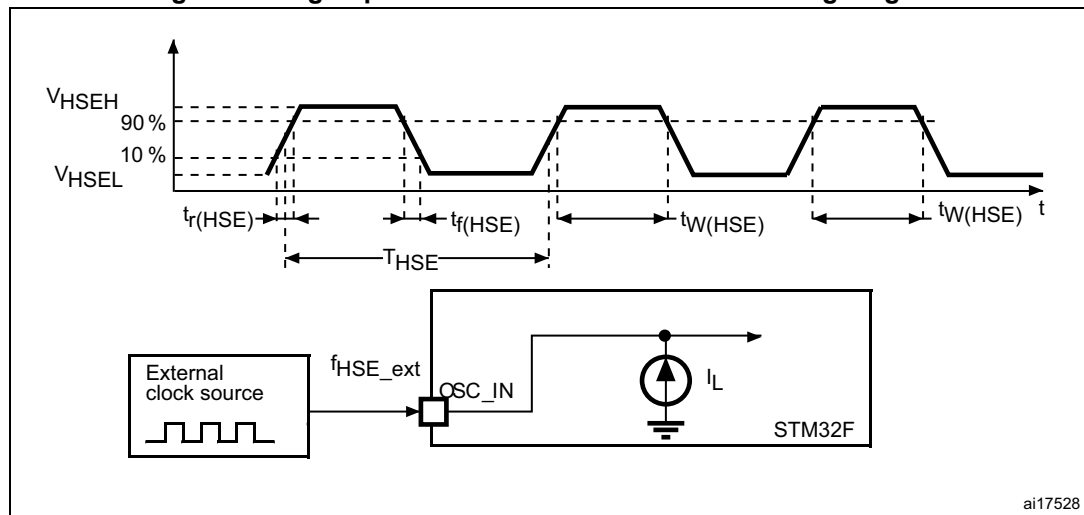 VHSEH
90 %
10 %
VHSEL
tr(HSE)
tf(HSE)
tW(HSE)
tW(HSE)
t
THSE
External
clock source
fHSE_ext
OSC_IN
IL
STM32F
ai17528